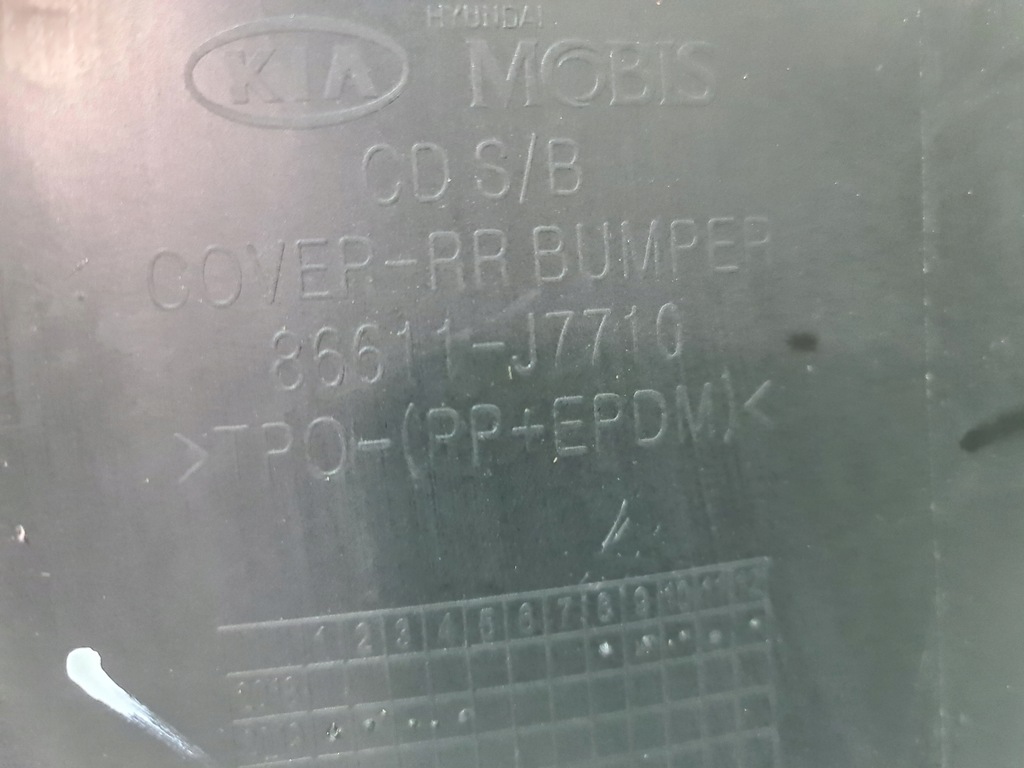 HYUNDAI
KIA MOBIS
CD S/B
COVER-RR BUMPER
86611-J7710
>TPO-(PP+EPDM)<
1 2 3 4 5 6 7 8 9 10 11 12